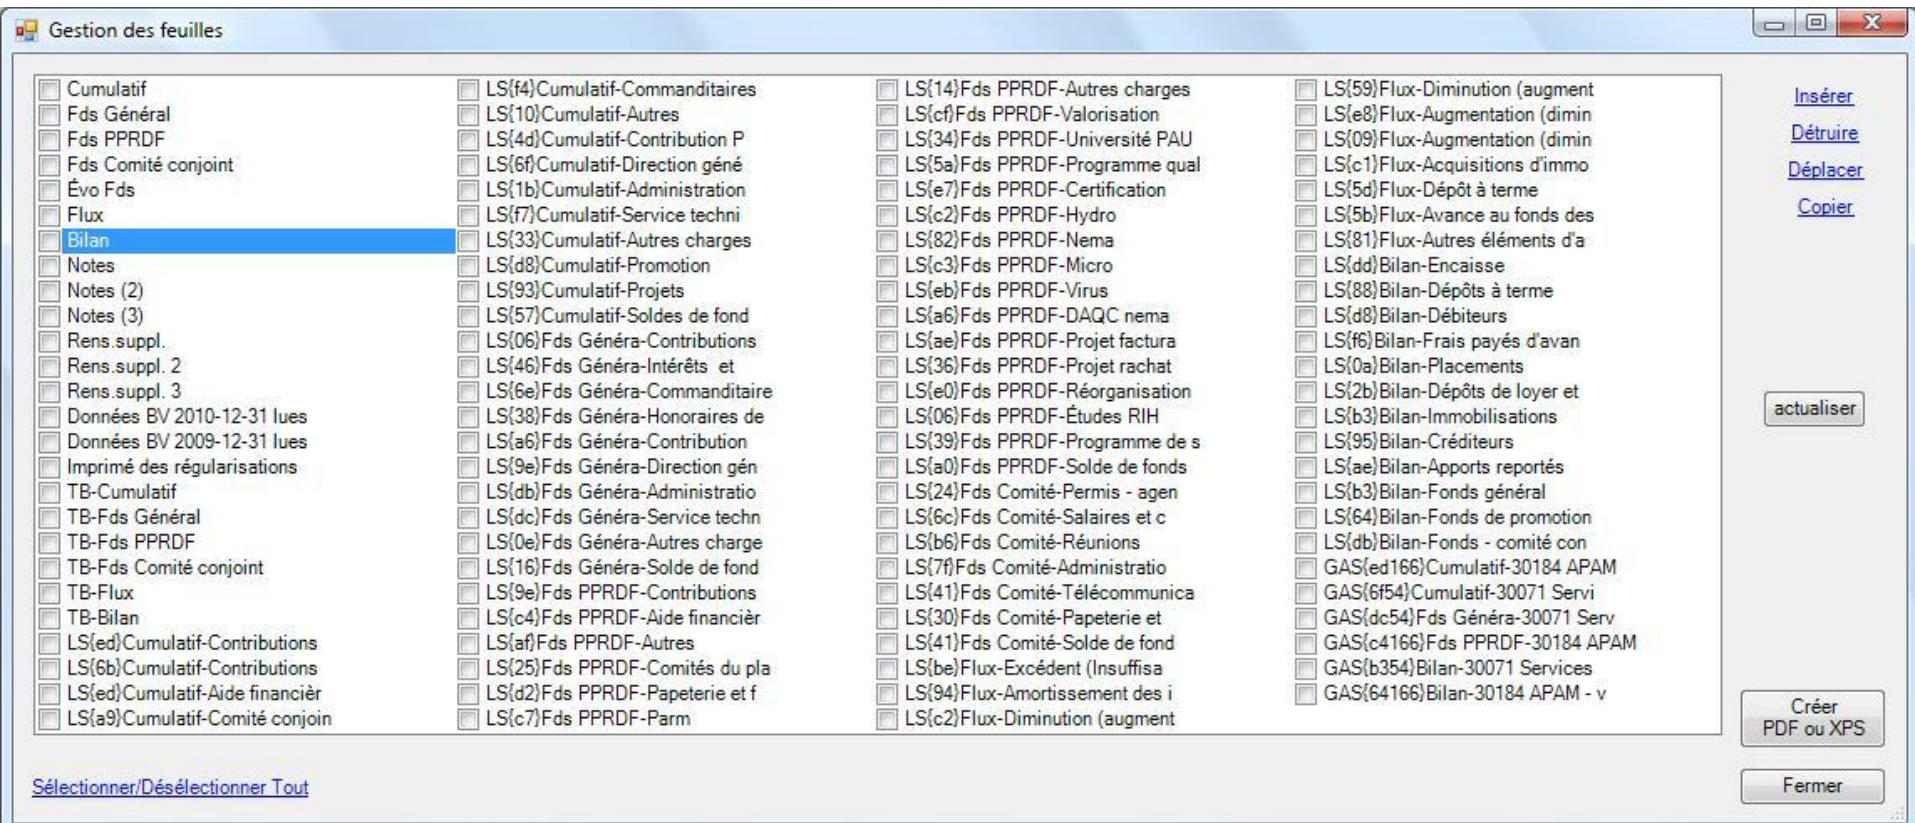 Gestion des feuilles
Cumulatif
Fds Général
Fds PPRDF
Fds Comité conjoint
Évo Fds
Flux
Bilan
Notes
Notes (2)
Notes (3)
Rens.suppl.
Rens.suppl. 2
Rens.suppl. 3
Données BV 2010-12-31 lues
Données BV 2009-12-31 lues
Imprimé des régularisations
TB-Cumulatif
TB-Fds Général
TB-Fds PPRDF
TB-Fds Comité conjoint
TB-Flux
TB-Bilan
LS{ed}Cumulatif-Contributions
LS{6b}Cumulatif-Contributions
LS{ed}Cumulatif-Aide financièr
LS{a9}Cumulatif-Comité conjoin
LS{f4}Cumulatif-Commanditaires
LS{10}Cumulatif-Autres
LS{4d}Cumulatif-Contribution P
LS{6f}Cumulatif-Direction géné
LS{1b}Cumulatif-Administration
LS{f7}Cumulatif-Service techni
LS{33}Cumulatif-Autres charges
LS{d8}Cumulatif-Promotion
LS{93}Cumulatif-Projets
LS{57}Cumulatif-Soldes de fond
LS{06}Fds Généra-Contributions
LS{46}Fds Généra-Intérêts  et
LS{6e}Fds Généra-Commanditaire
LS{38}Fds Généra-Honoraires de
LS{a6}Fds Généra-Contribution
LS{9e}Fds Généra-Direction gén
LS{db}Fds Généra-Administratio
LS{dc}Fds Généra-Service techn
LS{0e}Fds Généra-Autres charge
LS{16}Fds Généra-Solde de fond
LS{9e}Fds PPRDF-Contributions
LS{c4}Fds PPRDF-Aide financièr
LS{af}Fds PPRDF-Autres
LS{25}Fds PPRDF-Comités du pla
LS{d2}Fds PPRDF-Papeterie et f
LS{c7}Fds PPRDF-Parm
LS{14}Fds PPRDF-Autres charges
LS{cf}Fds PPRDF-Valorisation
LS{34}Fds PPRDF-Université PAU
LS{5a}Fds PPRDF-Programme qual
LS{e7}Fds PPRDF-Certification
LS{c2}Fds PPRDF-Hydro
LS{82}Fds PPRDF-Nema
LS{c3}Fds PPRDF-Micro
LS{eb}Fds PPRDF-Virus
LS{a6}Fds PPRDF-DAQC nema
LS{ae}Fds PPRDF-Projet factura
LS{36}Fds PPRDF-Projet rachat
LS{e0}Fds PPRDF-Réorganisation
LS{06}Fds PPRDF-Études RIH
LS{39}Fds PPRDF-Programme de s
LS{a0}Fds PPRDF-Solde de fonds
LS{24}Fds Comité-Permis - agen
LS{6c}Fds Comité-Salaires et c
LS{b6}Fds Comité-Réunions
LS{7f}Fds Comité-Administratio
LS{41}Fds Comité-Télécommunica
LS{30}Fds Comité-Papeterie et
LS{41}Fds Comité-Solde de fond
LS{be}Flux-Excédent (Insuffisa
LS{94}Flux-Amortissement des i
LS{c2}Flux-Diminution (augment
LS{59}Flux-Diminution (augment
LS{e8}Flux-Augmentation (dimin
LS{09}Flux-Augmentation (dimin
LS{c1}Flux-Acquisitions d'immo
LS{5d}Flux-Dépôt à terme
LS{5b}Flux-Avance au fonds des
LS{81}Flux-Autres éléments d'a
LS{dd}Bilan-Encaisse
LS{88}Bilan-Dépôts à terme
LS{d8}Bilan-Débiteurs
LS{f6}Bilan-Frais payés d'avan
LS{0a}Bilan-Placements
LS{2b}Bilan-Dépôts de loyer et
LS{b3}Bilan-Immobilisations
LS{95}Bilan-Créditeurs
LS{ae}Bilan-Apports reportés
LS{b3}Bilan-Fonds général
LS{64}Bilan-Fonds de promotion
LS{db}Bilan-Fonds - comité con
GAS{ed166}Cumulatif-30184 APAM
GAS{6f54}Cumulatif-30071 Servi
GAS{dc54}Fds Généra-30071 Serv
GAS{c4166}Fds PPRDF-30184 APAM
GAS{b354}Bilan-30071 Services
GAS{64166}Bilan-30184 APAM - v
Insérer
Détruire
Déplacer
Copier
actualiser
Créer
PDF ou XPS
Sélectionner/Désélectionner Tout
Fermer